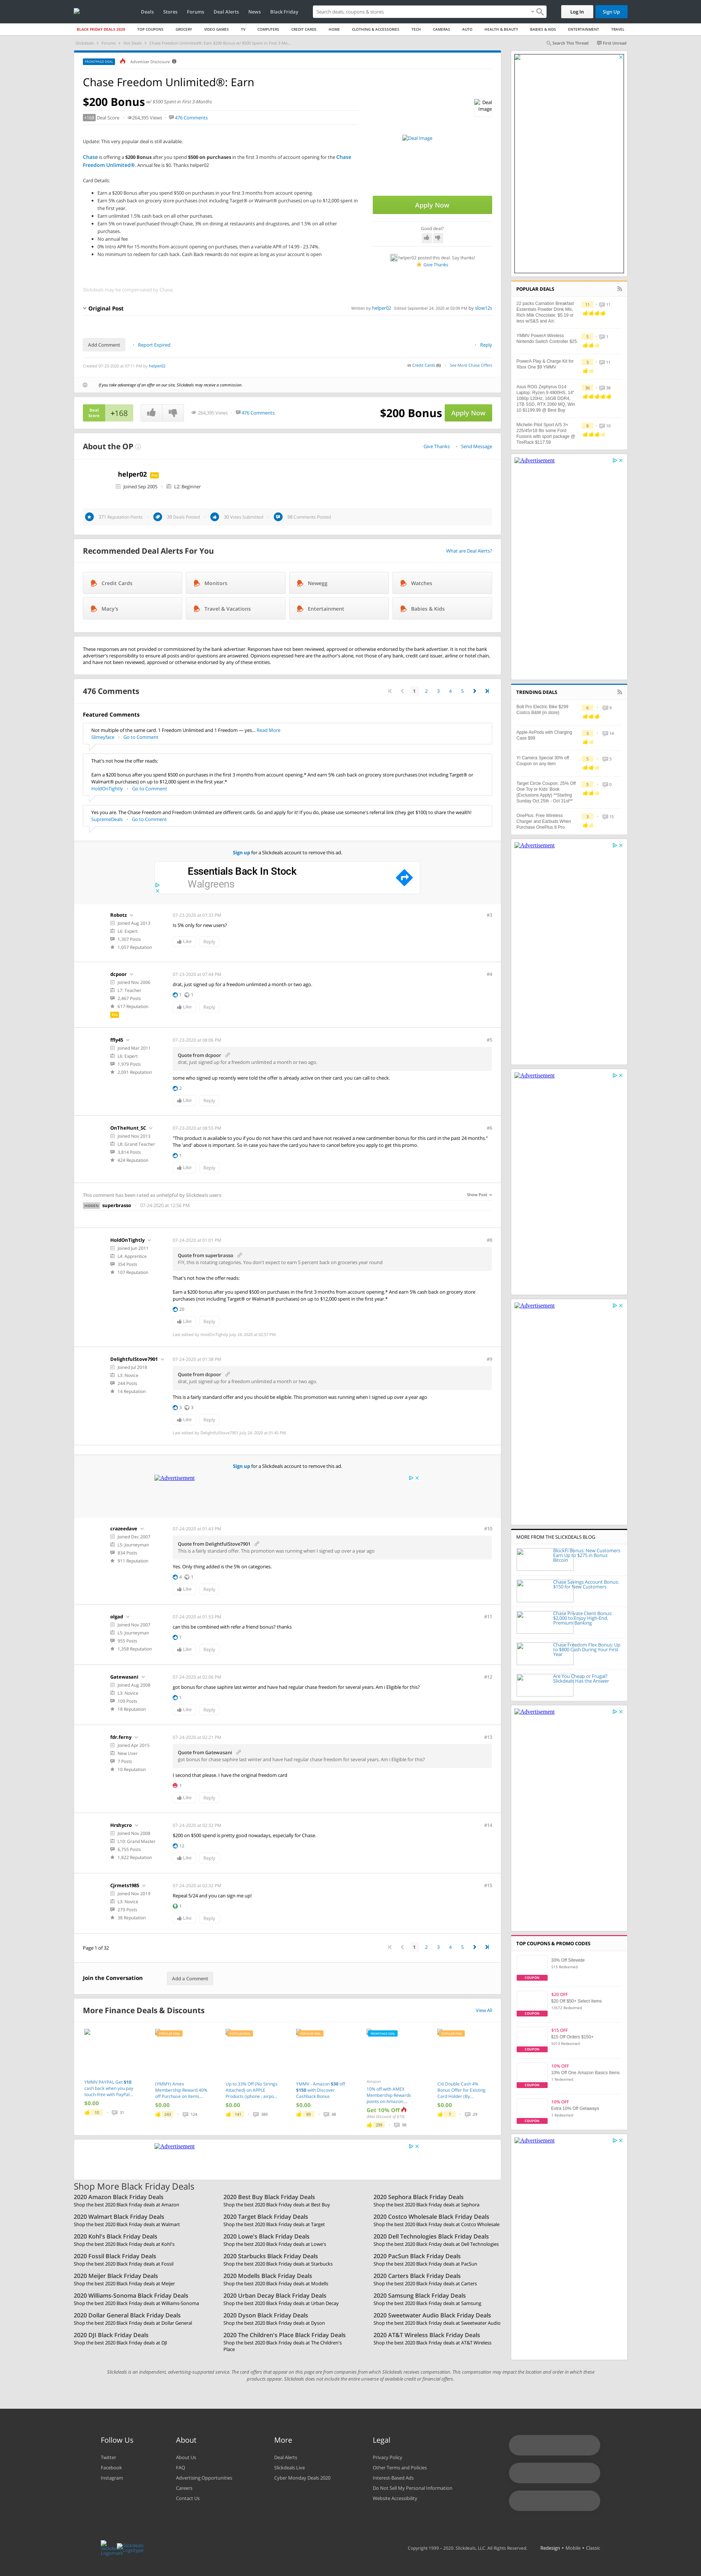 Deals Stores Forums Deal Alerts News Black Friday
Search deals, coupons & stores
Log In Sign Up
BLACK FRIDAY DEALS 2020 TOP COUPONS GROCERY VIDEO GAMES TV COMPUTERS CREDIT CARDS HOME CLOTHING & ACCESSORIES TECH CAMERAS AUTO HEALTH & BEAUTY BABIES & KIDS ENTERTAINMENT TRAVEL
Search This Thread First Unread
Advertiser Disclosure
Chase Freedom Unlimited®: Earn
$200 Bonus w/ $500 Spent in First 3 Months
+168 Deal Score 264,395 Views 476 Comments
Deal Image
Deal Image
Update: This very popular deal is still available.
Chase is offering a $200 Bonus after you spend $500 on purchases in the first 3 months of account opening for the Chase
Freedom Unlimited®. Annual fee is $0. Thanks helper02
Card Details:
Earn a $200 Bonus after you spend $500 on purchases in your first 3 months from account opening.
Earn 5% cash back on grocery store purchases (not including Target® or Walmart® purchases) on up to $12,000 spent in
the first year.
Earn unlimited 1.5% cash back on all other purchases.
Earn 5% on travel purchased through Chase, 3% on dining at restaurants and drugstores, and 1.5% on all other
purchases.
No annual fee
0% Intro APR for 15 months from account opening on purchases, then a variable APR of 14.99 - 23.74%.
No minimum to redeem for cash back. Cash Back rewards do not expire as long as your account is open
Apply Now
Good deal?
helper02 posted this deal. Say thanks!
Give Thanks
Slickdeals may be compensated by Chase.
Original Post
Written by helper02 Edited September 24, 2020 at 03:09 PM by slow12s
Add Comment Report Expired Reply
Created 07-23-2020 at 07:11 PM by helper02
in Credit Cards (6) See More Chase Offers
If you take advantage of an offer on our site, Slickdeals may receive a commission.
Deal Score +168
264,395 Views 476 Comments
$200 Bonus Apply Now
About the OP
Give Thanks Send Message
helper02 Pro
Joined Sep 2005 L2: Beginner
371 Reputation Points 39 Deals Posted 30 Votes Submitted 98 Comments Posted
Recommended Deal Alerts For You
What are Deal Alerts?
Credit Cards Monitors Newegg Watches
Macy's Travel & Vacations Entertainment Babies & Kids
These responses are not provided or commissioned by the bank advertiser. Responses have not been reviewed, approved or otherwise endorsed by the bank advertiser. It is not the bank
advertiser's responsibility to ensure all posts and/or questions are answered. Opinions expressed here are the author's alone, not those of any bank, credit card issuer, airline or hotel chain,
and have not been reviewed, approved or otherwise endorsed by any of these entities.
476 Comments
1 2 3 4 5
Featured Comments
Not multiple of the same card. 1 Freedom Unlimited and 1 Freedom — yes... Read More
Slimeyface Go to Comment
That's not how the offer reads:
Earn a $200 bonus after you spend $500 on purchases in the first 3 months from account opening.* And earn 5% cash back on grocery store purchases (not including Target® or
Walmart® purchases) on up to $12,000 spent in the first year.*
HoldOnTightly Go to Comment
Yes you are. The Chase Freedom and Freedom Unlimited are different cards. Go and apply for it! If you do, please use someone's referral link (they get $100) to share the wealth!
SupremeDeals Go to Comment
Sign up for a Slickdeals account to remove this ad.
Essentials Back In Stock
Walgreens
Robotz 07-23-2020 at 07:33 PM #3
Joined Aug 2013
L6: Expert
1,307 Posts
1,057 Reputation
Is 5% only for new users?
Like Reply
dcpoor 07-23-2020 at 07:44 PM #4
Joined Nov 2006
L7: Teacher
2,467 Posts
617 Reputation
Pro
drat, just signed up for a freedom unlimited a month or two ago.
1 1
Like Reply
ffly45 07-23-2020 at 08:06 PM #5
Joined Mar 2011
L6: Expert
1,979 Posts
2,091 Reputation
Quote from dcpoor
drat, just signed up for a freedom unlimited a month or two ago.
some who signed up recently were told the offer is already active on their card. you can call to check.
2
Like Reply
OnTheHunt_SC 07-23-2020 at 08:55 PM #6
Joined Nov 2013
L8: Grand Teacher
3,814 Posts
424 Reputation
"This product is available to you if you do not have this card and have not received a new cardmember bonus for this card in the past 24 months."
The 'and' above is important. So in case you have the card you have to cancel before you apply to get this promo.
1
Like Reply
This comment has been rated as unhelpful by Slickdeals users
Show Post
HIDDEN superbrasso 07-24-2020 at 12:56 PM
HoldOnTightly 07-24-2020 at 01:01 PM #8
Joined Jun 2011
L4: Apprentice
354 Posts
107 Reputation
Quote from superbrasso
FIY, this is rotating categories. You don't expect to earn 5 percent back on groceries year round
That's not how the offer reads:
Earn a $200 bonus after you spend $500 on purchases in the first 3 months from account opening.* And earn 5% cash back on grocery store
purchases (not including Target® or Walmart® purchases) on up to $12,000 spent in the first year.*
20
Like Reply
DelightfulStove7901 07-24-2020 at 01:38 PM #9
Joined Jul 2018
L3: Novice
244 Posts
14 Reputation
Quote from dcpoor
drat, just signed up for a freedom unlimited a month or two ago.
This is a fairly standard offer and you should be eligible. This promotion was running when I signed up over a year ago
3 3
Like Reply
Last edited by DelightfulStove7901 July 24, 2020 at 01:45 PM
Sign up for a Slickdeals account to remove this ad.
Advertisement
crazeedave 07-24-2020 at 01:43 PM #10
Joined Dec 2007
L5: Journeyman
834 Posts
911 Reputation
Quote from DelightfulStove7901
This is a fairly standard offer. This promotion was running when I signed up over a year ago
Yes. Only thing added is the 5% on categories.
4 1
Like Reply
olgad 07-24-2020 at 01:53 PM #11
Joined Nov 2007
L5: Journeyman
955 Posts
1,308 Reputation
can this be combined with refer a friend bonus? thanks
1
Like Reply
Gatewasani 07-24-2020 at 02:06 PM #12
Joined Aug 2008
L3: Novice
109 Posts
18 Reputation
got bonus for chase saphire last winter and have had regular chase freedom for several years. Am i Eligible for this?
1
Like Reply
fdr.ferny 07-24-2020 at 02:21 PM #13
Joined Apr 2015
New User
7 Posts
10 Reputation
Quote from Gatewasani
got bonus for chase saphire last winter and have had regular chase freedom for several years. Am i Eligible for this?
I second that please. I have the original freedom card
1
Like Reply
Hrshycro 07-24-2020 at 02:32 PM #14
Joined Nov 2008
L10: Grand Master
6,755 Posts
1,822 Reputation
$200 on $500 spend is pretty good nowadays, especially for Chase.
12
Like Reply
Cjrmets1985 07-24-2020 at 02:32 PM #15
Joined Nov 2019
L3: Novice
279 Posts
38 Reputation
Repeat 5/24 and you can sign me up!
1
Like Reply
Page 1 of 32
1 2 3 4 5
Join the Conversation Add a Comment
More Finance Deals & Discounts
View All
YMMV PAYPAL Get $10 cash back when you pay touch-free with PayPal...
$0.00
(YMMV) Amex Membership Reward 40% off Purchase on Items...
$0.00
Up to 33% Off (No Strings Attached) on APPLE Products (iphone , airpo...
$0.00
YMMV - Amazon $30 off $150 with Discover Cashback Bonus
$0.00
Amazon
10% off with AMEX Membership Rewards points on Amazon...
Get 10% Off
Citi Double Cash 4% Bonus Offer for Existing Card Holder (By...
$0.00
Advertisement
Shop More Black Friday Deals
2020 Amazon Black Friday Deals
Shop the best 2020 Black Friday deals at Amazon
2020 Best Buy Black Friday Deals
Shop the best 2020 Black Friday deals at Best Buy
2020 Sephora Black Friday Deals
Shop the best 2020 Black Friday deals at Sephora
2020 Walmart Black Friday Deals
Shop the best 2020 Black Friday deals at Walmart
2020 Target Black Friday Deals
Shop the best 2020 Black Friday deals at Target
2020 Costco Wholesale Black Friday Deals
Shop the best 2020 Black Friday deals at Costco Wholesale
2020 Kohl's Black Friday Deals
Shop the best 2020 Black Friday deals at Kohl's
2020 Lowe's Black Friday Deals
Shop the best 2020 Black Friday deals at Lowe's
2020 Dell Technologies Black Friday Deals
Shop the best 2020 Black Friday deals at Dell Technologies
2020 Fossil Black Friday Deals
Shop the best 2020 Black Friday deals at Fossil
2020 Starbucks Black Friday Deals
Shop the best 2020 Black Friday deals at Starbucks
2020 PacSun Black Friday Deals
Shop the best 2020 Black Friday deals at PacSun
2020 Meijer Black Friday Deals
Shop the best 2020 Black Friday deals at Meijer
2020 Modells Black Friday Deals
Shop the best 2020 Black Friday deals at Modells
2020 Carters Black Friday Deals
Shop the best 2020 Black Friday deals at Carters
2020 Williams-Sonoma Black Friday Deals
Shop the best 2020 Black Friday deals at Williams-Sonoma
2020 Urban Decay Black Friday Deals
Shop the best 2020 Black Friday deals at Urban Decay
2020 Samsung Black Friday Deals
Shop the best 2020 Black Friday deals at Samsung
2020 Dollar General Black Friday Deals
Shop the best 2020 Black Friday deals at Dollar General
2020 Dyson Black Friday Deals
Shop the best 2020 Black Friday deals at Dyson
2020 Sweetwater Audio Black Friday Deals
Shop the best 2020 Black Friday deals at Sweetwater Audio
2020 DJI Black Friday Deals
Shop the best 2020 Black Friday deals at DJI
2020 The Children's Place Black Friday Deals
Shop the best 2020 Black Friday deals at The Children's
Place
2020 AT&T Wireless Black Friday Deals
Shop the best 2020 Black Friday deals at AT&T Wireless
POPULAR DEALS
22 packs Carnation Breakfast Essentials Powder Drink Mix, Rich Milk Chocolate: $5.19 or less w/S&S and A/c
YMMV PowerA Wireless Nintendo Switch Controller $25
PowerA Play & Charge Kit for Xbox One $9 YMMV
Asus ROG Zephyrus G14 Laptop: Ryzen 9 4900HS, 14" 1080p 120Hz, 16GB DDR4, 1TB SSD, RTX 2060 MQ, Win 10 $1199.99 @ Best Buy
Michelin Pilot Sport A/S 3+ 225/45/r18 fits some Ford Fusions with sport package @ TireRack $117.59
Advertisement
TRENDING DEALS
Bolt Pro Electric Bike $299 Costco B&M (in store)
Apple AirPods with Charging Case $99
YI Camera Special 30% off Coupon on any item
Target Circle Coupon: 25% Off One Toy or Kids' Book (Exclusions Apply) **Starting Sunday Oct 25th - Oct 31st**
OnePlus: Free Wireless Charger and Earbuds When Purchase OnePlus 8 Pro
Advertisement
Advertisement
Advertisement
MORE FROM THE SLICKDEALS BLOG
BlockFi Bonus: New Customers Earn Up to $275 in Bonus Bitcoin
Chase Savings Account Bonus: $150 for New Customers
Chase Private Client Bonus: $2,000 to Enjoy High-End, Premium Banking
Chase Freedom Flex Bonus: Up to $800 Cash During Your First Year
Are You Cheap or Frugal? Slickdeals Has the Answer
Advertisement
TOP COUPONS & PROMO CODES
30% Off Sitewide
COUPON
$20 OFF
$20 Off $50+ Select Items
COUPON
$15 OFF
$15 Off Orders $100+
COUPON
10% OFF
10% Off One Amazon Basics Items
1 Redeemed
COUPON
10% OFF
Extra 10% Off Getaways
1 Redeemed
COUPON
Advertisement
Slickdeals is an independent, advertising-supported service. The card offers that appear on this page are from companies from which Slickdeals receives compensation. This compensation may impact the location and order in which these
products appear. Slickdeals does not include the entire universe of available credit or financial offers.
Follow Us About More Legal
Twitter About Us Deal Alerts Privacy Policy
Facebook FAQ Slickdeals Live Other Terms and Policies
Instagram Advertising Opportunities Cyber Monday Deals 2020 Interest-Based Ads
Careers Do Not Sell My Personal Information
Contact Us Website Accessibility
Copyright 1999 – 2020. Slickdeals, LLC. All Rights Reserved. Redesign • Mobile • Classic